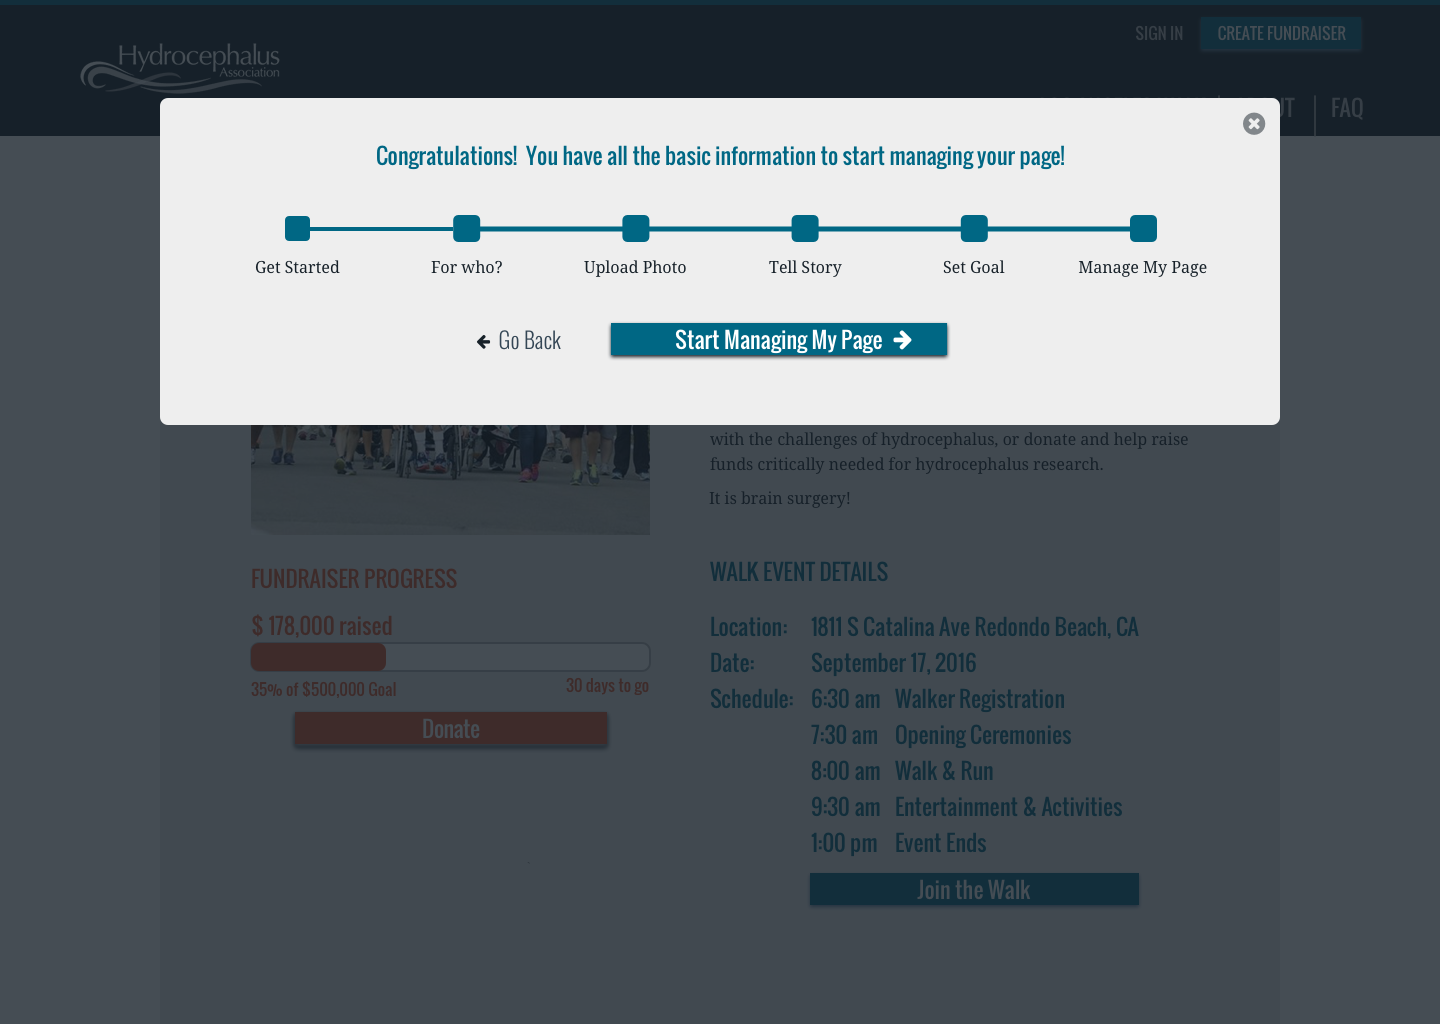 SIGN IN
CREATE FUNDRAISER
Hydrocephalus
Association
FAQ
Congratulations! You have all the basic information to start managing your page!
Get Started
For who?
Upload Photo
Tell Story
Set Goal
Manage My Page
Go Back
Start Managing My Page
with the challenges of hydrocephalus, or donate and help raise
funds critically needed for hydrocephalus research.
It is brain surgery!
FUNDRAISER PROGRESS
$ 178,000 raised
35% of $500,000 Goal
30 days to go
Donate
WALK EVENT DETAILS
Location: 1811 S Catalina Ave Redondo Beach, CA
Date: September 17, 2016
Schedule: 6:30 am Walker Registration
7:30 am Opening Ceremonies
8:00 am Walk & Run
9:30 am Entertainment & Activities
1:00 pm Event Ends
Join the Walk